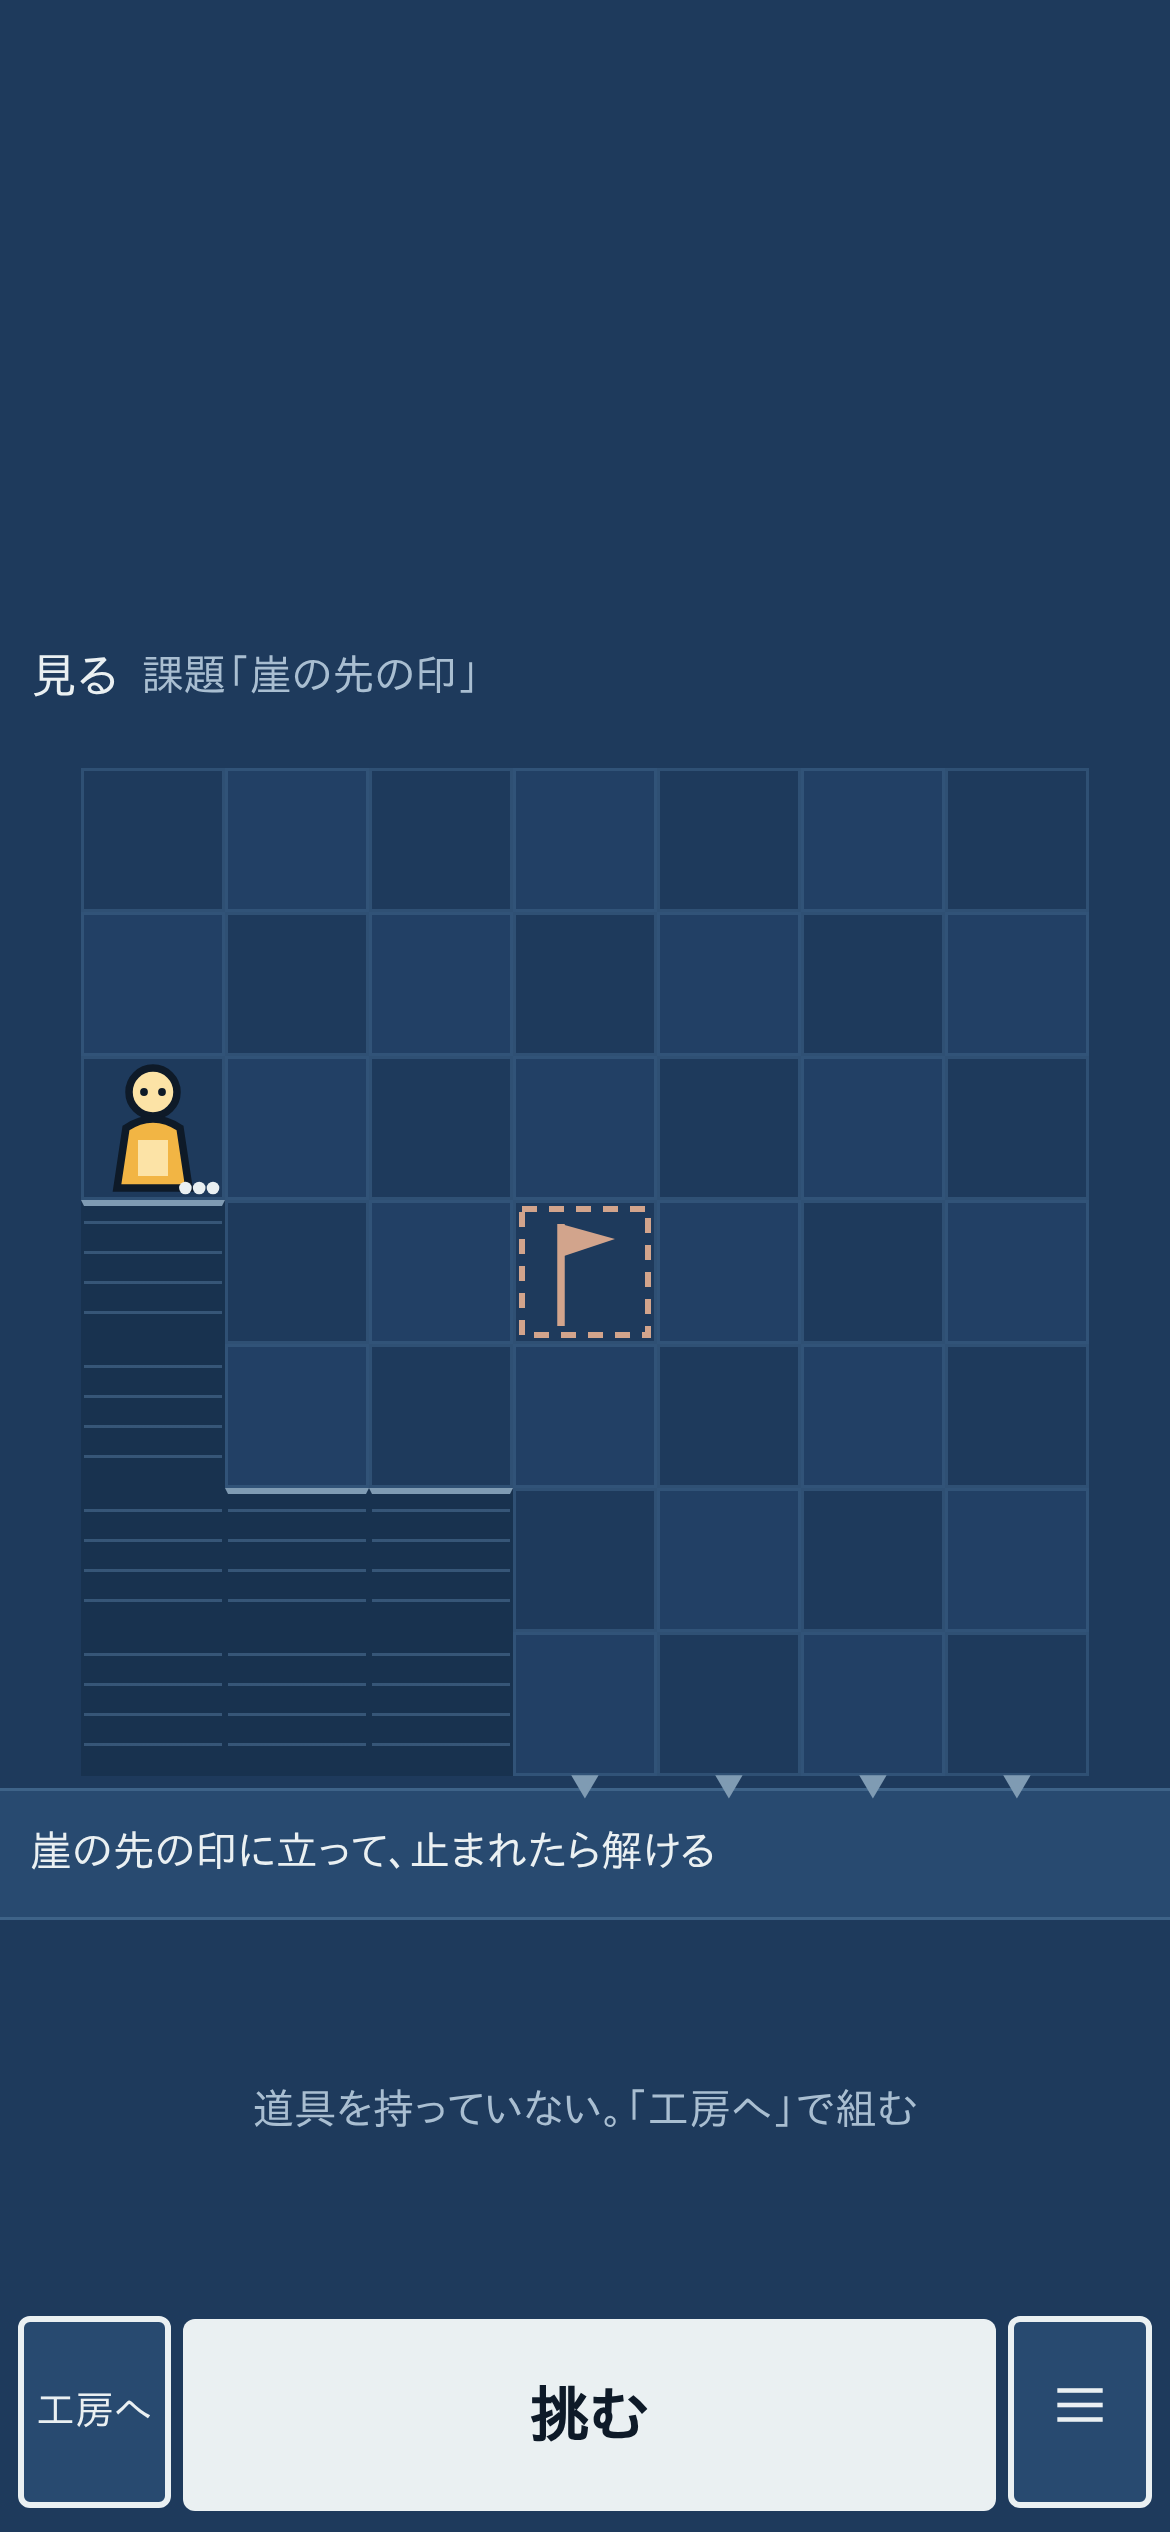 見る 課題「崖の先の印」
崖の先の印に立って、止まれたら解ける
道具を持っていない。「工房へ」で組む
工房へ
挑む